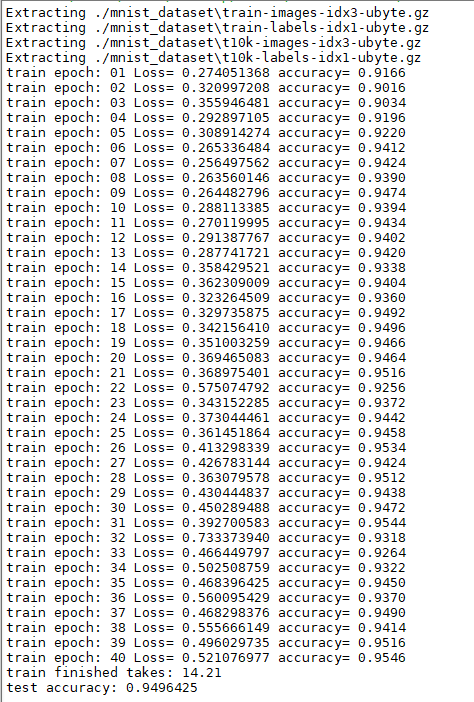 Extracting ./mnist_dataset\train-images-idx3-ubyte.gz
Extracting ./mnist_dataset\train-labels-idx1-ubyte.gz
Extracting ./mnist_dataset\t10k-images-idx3-ubyte.gz
Extracting ./mnist_dataset\t10k-labels-idx1-ubyte.gz
train epoch: 01 Loss= 0.274051368 accuracy= 0.9166
train epoch: 02 Loss= 0.320997208 accuracy= 0.9016
train epoch: 03 Loss= 0.355946481 accuracy= 0.9034
train epoch: 04 Loss= 0.292897105 accuracy= 0.9196
train epoch: 05 Loss= 0.308914274 accuracy= 0.9220
train epoch: 06 Loss= 0.265336484 accuracy= 0.9412
train epoch: 07 Loss= 0.256497562 accuracy= 0.9424
train epoch: 08 Loss= 0.263560146 accuracy= 0.9390
train epoch: 09 Loss= 0.264482796 accuracy= 0.9474
train epoch: 10 Loss= 0.288113385 accuracy= 0.9394
train epoch: 11 Loss= 0.270119995 accuracy= 0.9434
train epoch: 12 Loss= 0.291387767 accuracy= 0.9402
train epoch: 13 Loss= 0.287741721 accuracy= 0.9420
train epoch: 14 Loss= 0.358429521 accuracy= 0.9338
train epoch: 15 Loss= 0.362309009 accuracy= 0.9404
train epoch: 16 Loss= 0.323264509 accuracy= 0.9360
train epoch: 17 Loss= 0.329735875 accuracy= 0.9492
train epoch: 18 Loss= 0.342156410 accuracy= 0.9496
train epoch: 19 Loss= 0.351003259 accuracy= 0.9466
train epoch: 20 Loss= 0.369465083 accuracy= 0.9464
train epoch: 21 Loss= 0.368975401 accuracy= 0.9516
train epoch: 22 Loss= 0.575074792 accuracy= 0.9256
train epoch: 23 Loss= 0.343152285 accuracy= 0.9372
train epoch: 24 Loss= 0.373044461 accuracy= 0.9442
train epoch: 25 Loss= 0.361451864 accuracy= 0.9458
train epoch: 26 Loss= 0.413298339 accuracy= 0.9534
train epoch: 27 Loss= 0.426783144 accuracy= 0.9424
train epoch: 28 Loss= 0.363079578 accuracy= 0.9512
train epoch: 29 Loss= 0.430444837 accuracy= 0.9438
train epoch: 30 Loss= 0.450289488 accuracy= 0.9472
train epoch: 31 Loss= 0.392700583 accuracy= 0.9544
train epoch: 32 Loss= 0.733373940 accuracy= 0.9318
train epoch: 33 Loss= 0.466449797 accuracy= 0.9264
train epoch: 34 Loss= 0.502508759 accuracy= 0.9322
train epoch: 35 Loss= 0.468396425 accuracy= 0.9450
train epoch: 36 Loss= 0.560095429 accuracy= 0.9370
train epoch: 37 Loss= 0.468298376 accuracy= 0.9490
train epoch: 38 Loss= 0.555666149 accuracy= 0.9414
train epoch: 39 Loss= 0.496029735 accuracy= 0.9516
train epoch: 40 Loss= 0.521076977 accuracy= 0.9546
train finished takes: 14.21
test accuracy: 0.9496425